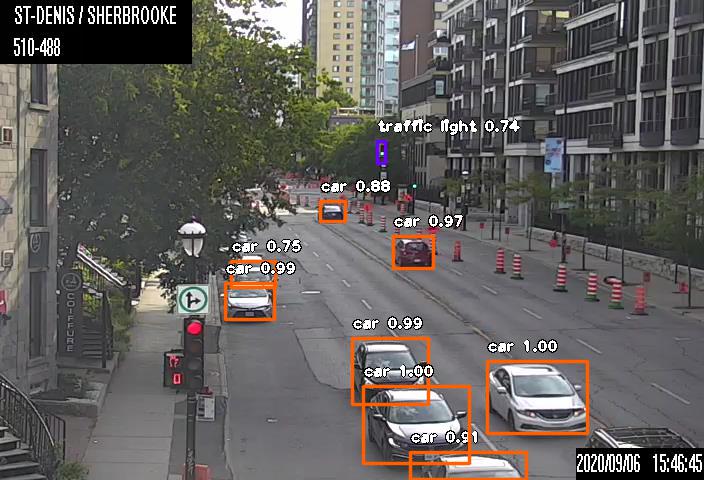 ST-DENIS / SHERBROOKE
510-488
traffic light 0.74
car 0.88
car 0.97
car 0.75
car 0.99
COIFFURE
car 0.99
car 1.00
car 1.00
0
car 0.91
2020/09/06 15:46:45